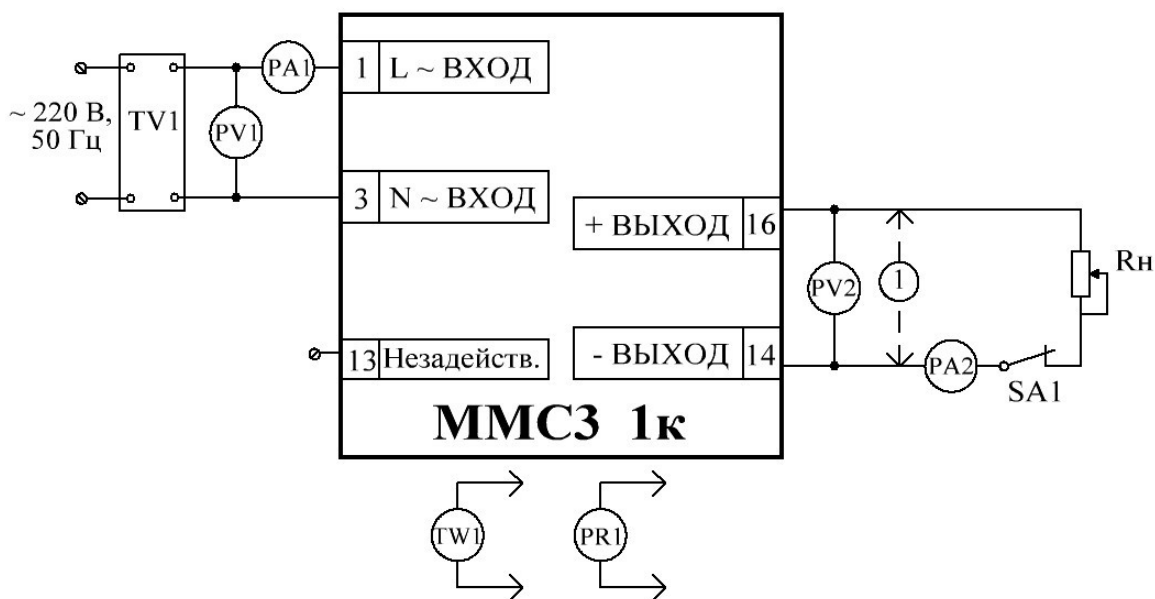 ~ 220 В,
50 Гц
TV1
PV1
PA1
1 L ~ ВХОД
3 N ~ ВХОД
13 Незадейств.
+ ВЫХОД 16
- ВЫХОД 14
ММС3 1к
PV2
1
PA2
SA1
Rн
TW1
PR1